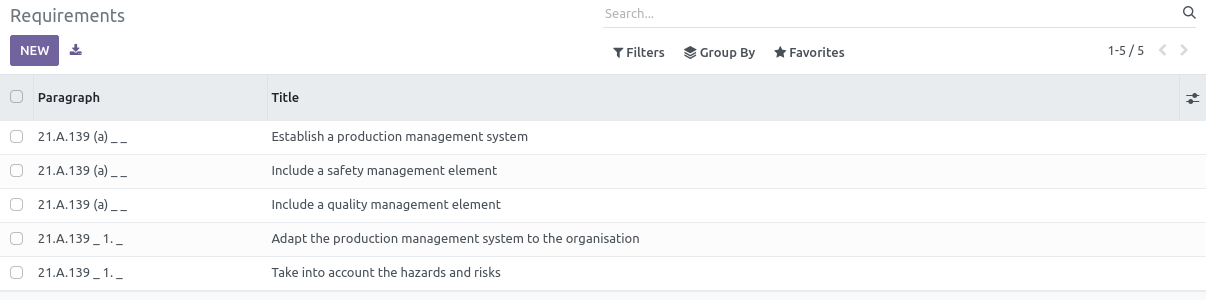 Requirements
Search...
NEW
Filters Group By Favorites 1-5 / 5
Paragraph Title
21.A.139 (a) _ _ Establish a production management system
21.A.139 (a) _ _ Include a safety management element
21.A.139 (a) _ _ Include a quality management element
21.A.139 _ 1. _ Adapt the production management system to the organisation
21.A.139 _ 1. _ Take into account the hazards and risks